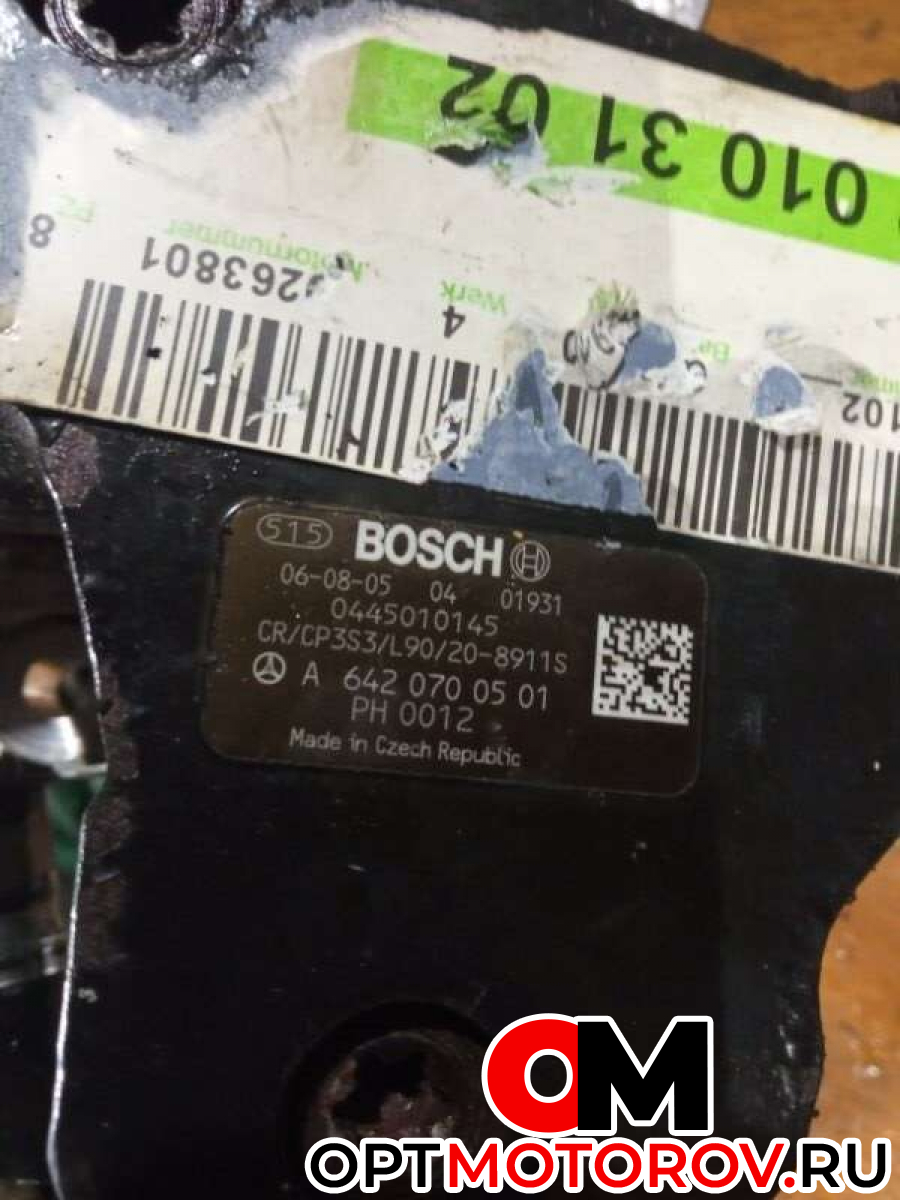 010 31 02
8
FZ
Motornummer
263801
Werk
4
102
515 BOSCH
06-08-05 04 01931
0445010145
CR/CP3S3/L90/20-8911S
A 642 070 05 01
PH 0012
Made in Czech Republic
OM
OPTMOTOROV.RU